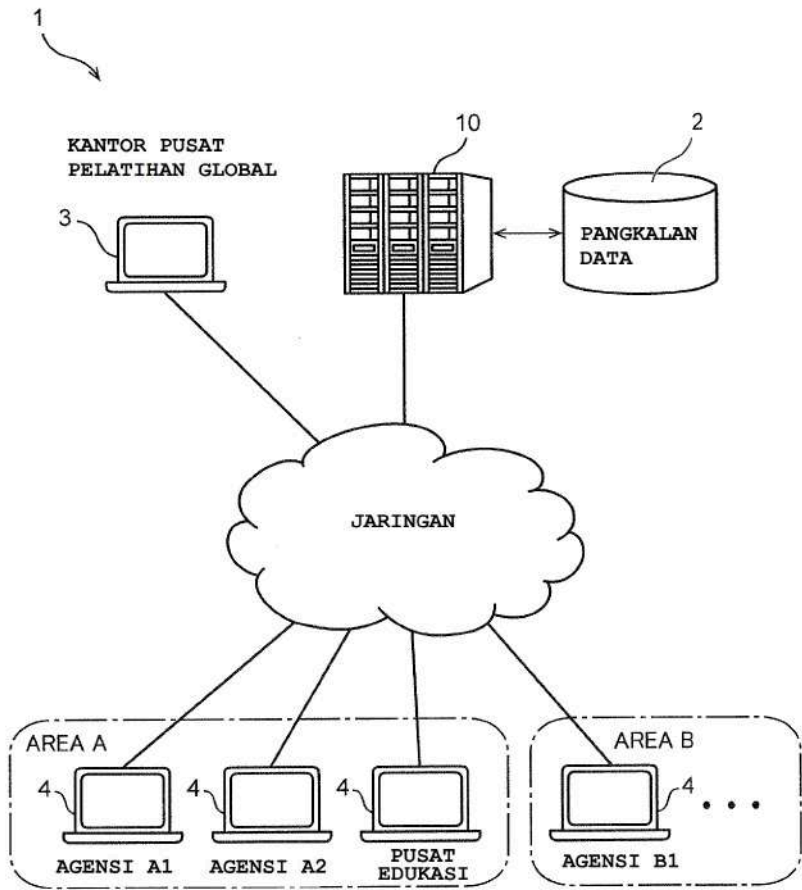 1
KANTOR PUSAT
PELATIHAN GLOBAL
10
2
3
PANGKALAN
DATA
JARINGAN
AREA A
AREA B
4
4
4
4
AGENSI A1
AGENSI A2
PUSAT
EDUKASI
AGENSI B1